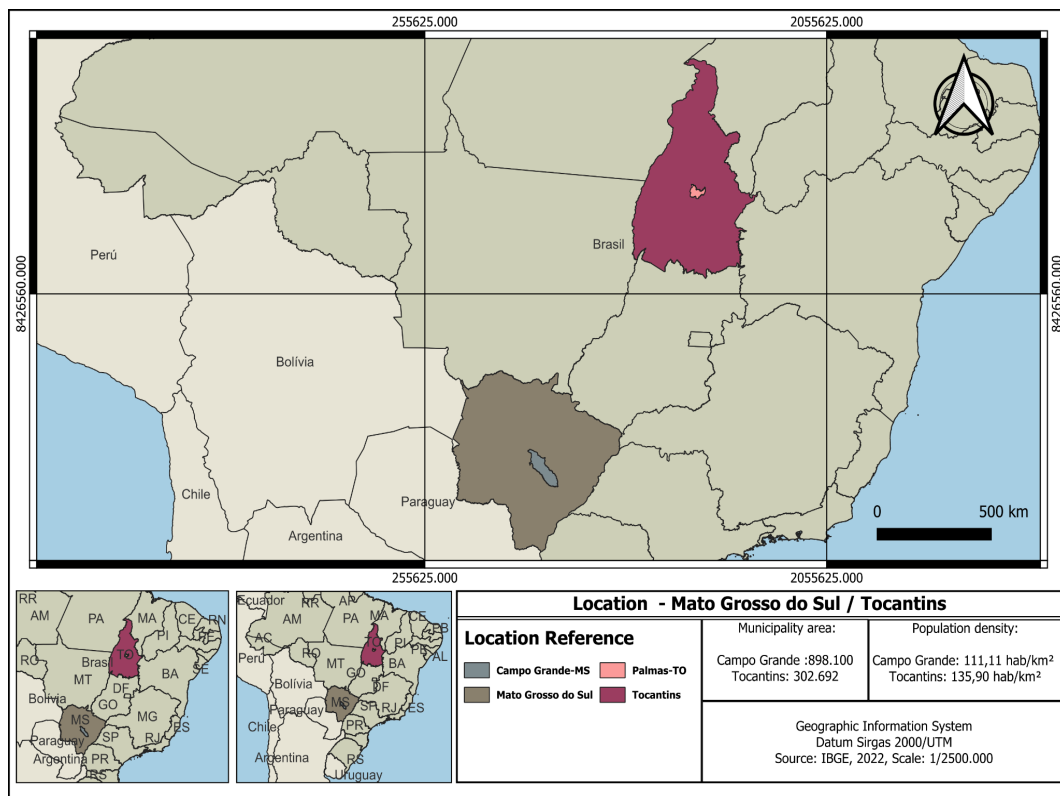 255625.000
2055625.000
8426560.000
8426560.000
Perú
Brasil
Bolívia
Chile
Paraguay
Argentina
0
500 km
255625.000
2055625.000
RR
AM
PA
MA
CE
RN
PI
PE
RO
Brasil
TO
SE
BA
MT
DF
GO
Bolívia
MG
MS
ES
Paraguay
SP
RJ
Argentina
PR
RS
Ecuador
RR
AP
AM
PA
MA
CE
PB
AC
RO
TO
PI
PE
AL
Perú
MT
BA
GO
DF
Bolívia
MS
Paraguay
SP
RJ
ES
Chile
PR
Argentina
RS
Uruguay
Location - Mato Grosso do Sul / Tocantins
Location Reference
Campo Grande-MS
Palmas-TO
Mato Grosso do Sul
Tocantins
Municipality area:
Campo Grande :898.100
Tocantins: 302.692
Population density:
Campo Grande: 111,11 hab/km²
Tocantins: 135,90 hab/km²
Geographic Information System
Datum Sirgas 2000/UTM
Source: IBGE, 2022, Scale: 1/2500.000